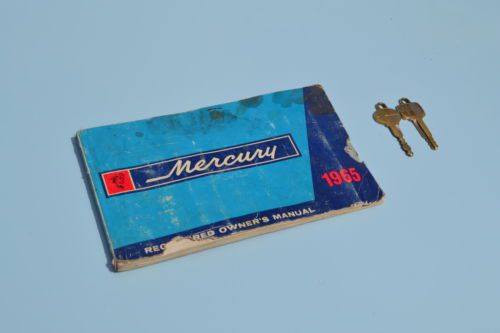 Mercury
1965
REGISTERED OWNER'S MANUAL